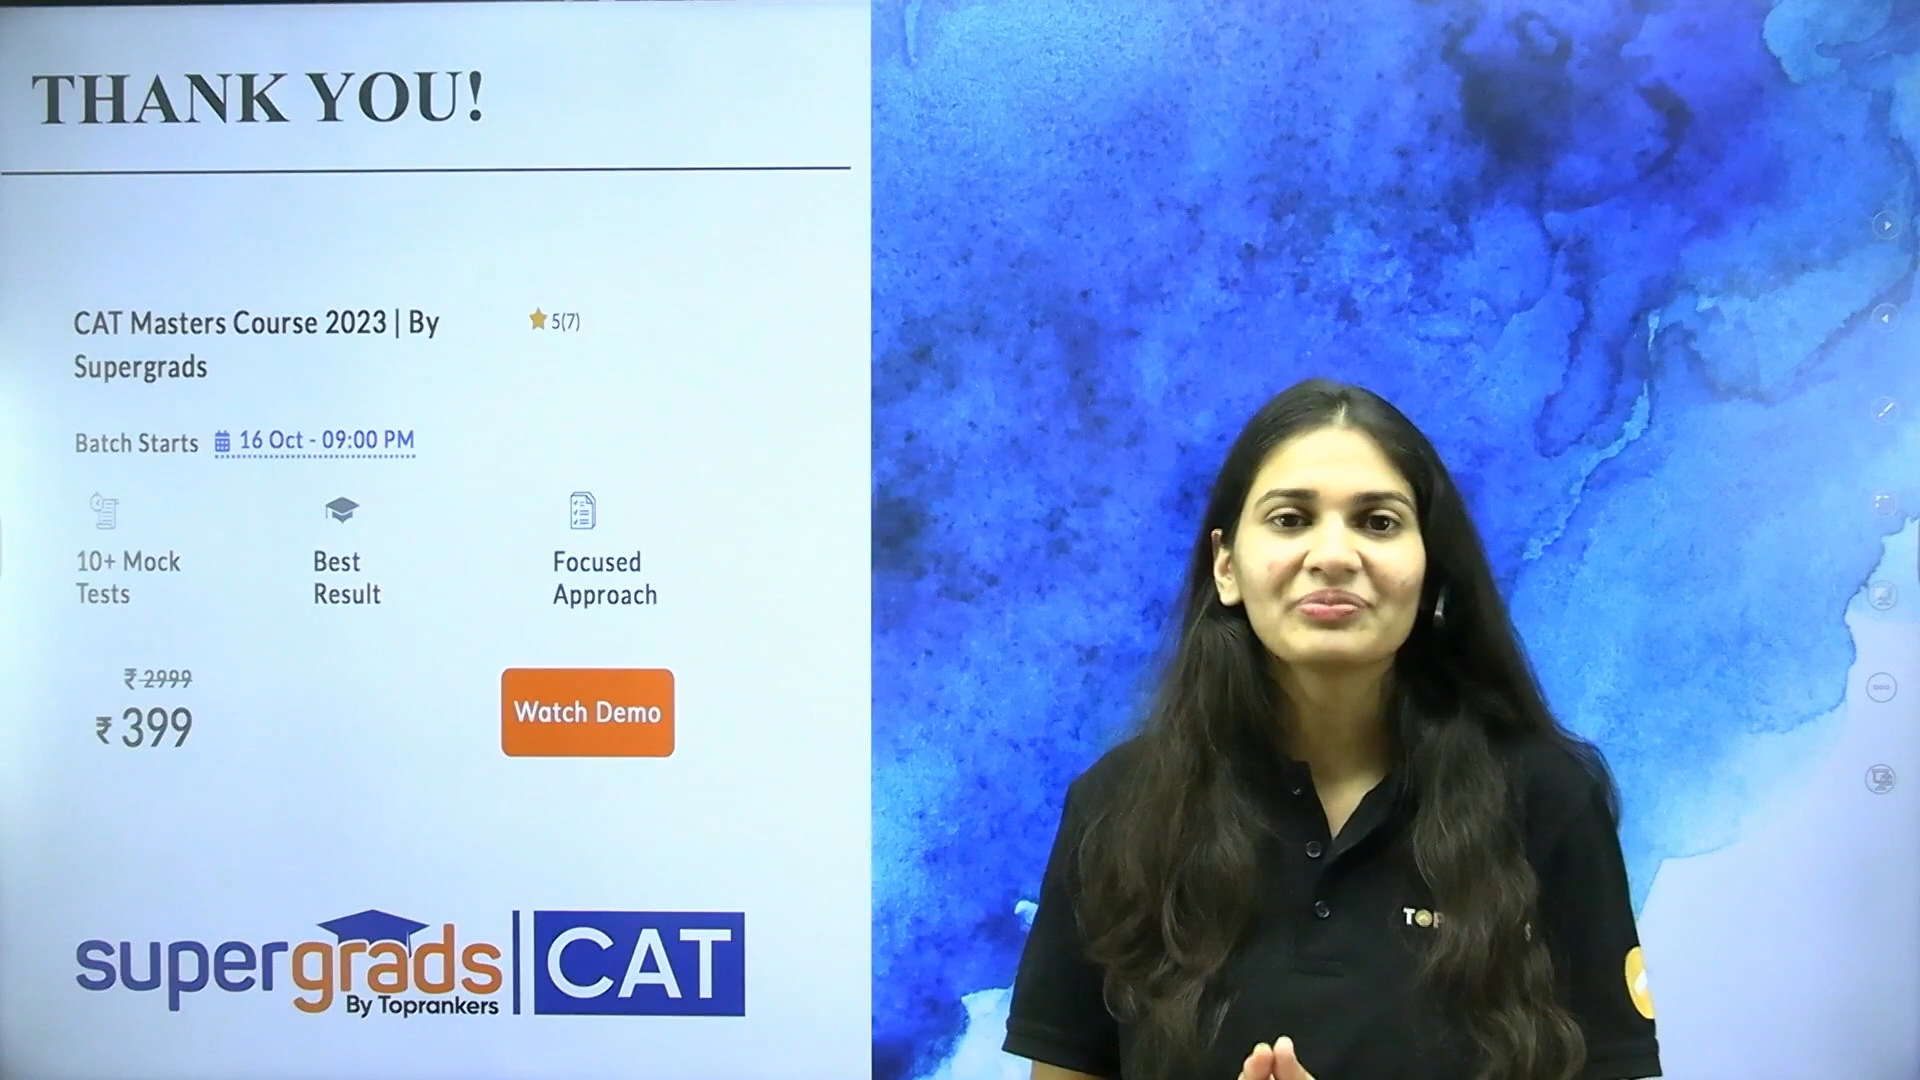 THANK YOU!
CAT Masters Course 2023 | By
Supergrads
5(7)
Batch Starts 16 Oct - 09:00 PM
10+ Mock
Tests
Best
Result
Focused
Approach
₹ 2999
₹ 399
Watch Demo
supergrads
By Toprankers
CAT
TOP